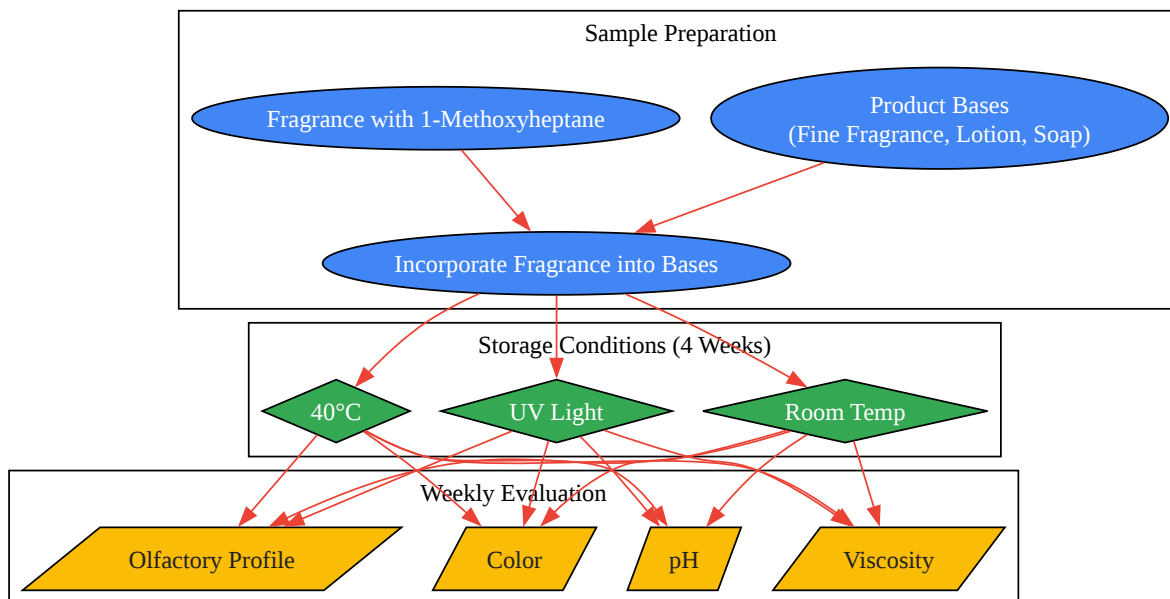 Sample Preparation
Fragrance with 1-Methoxyheptane
Product Bases
(Fine Fragrance, Lotion, Soap)
Incorporate Fragrance into Bases
Storage Conditions (4 Weeks)
40°C
UV Light
Room Temp
Weekly Evaluation
Olfactory Profile
Color
pH
Viscosity